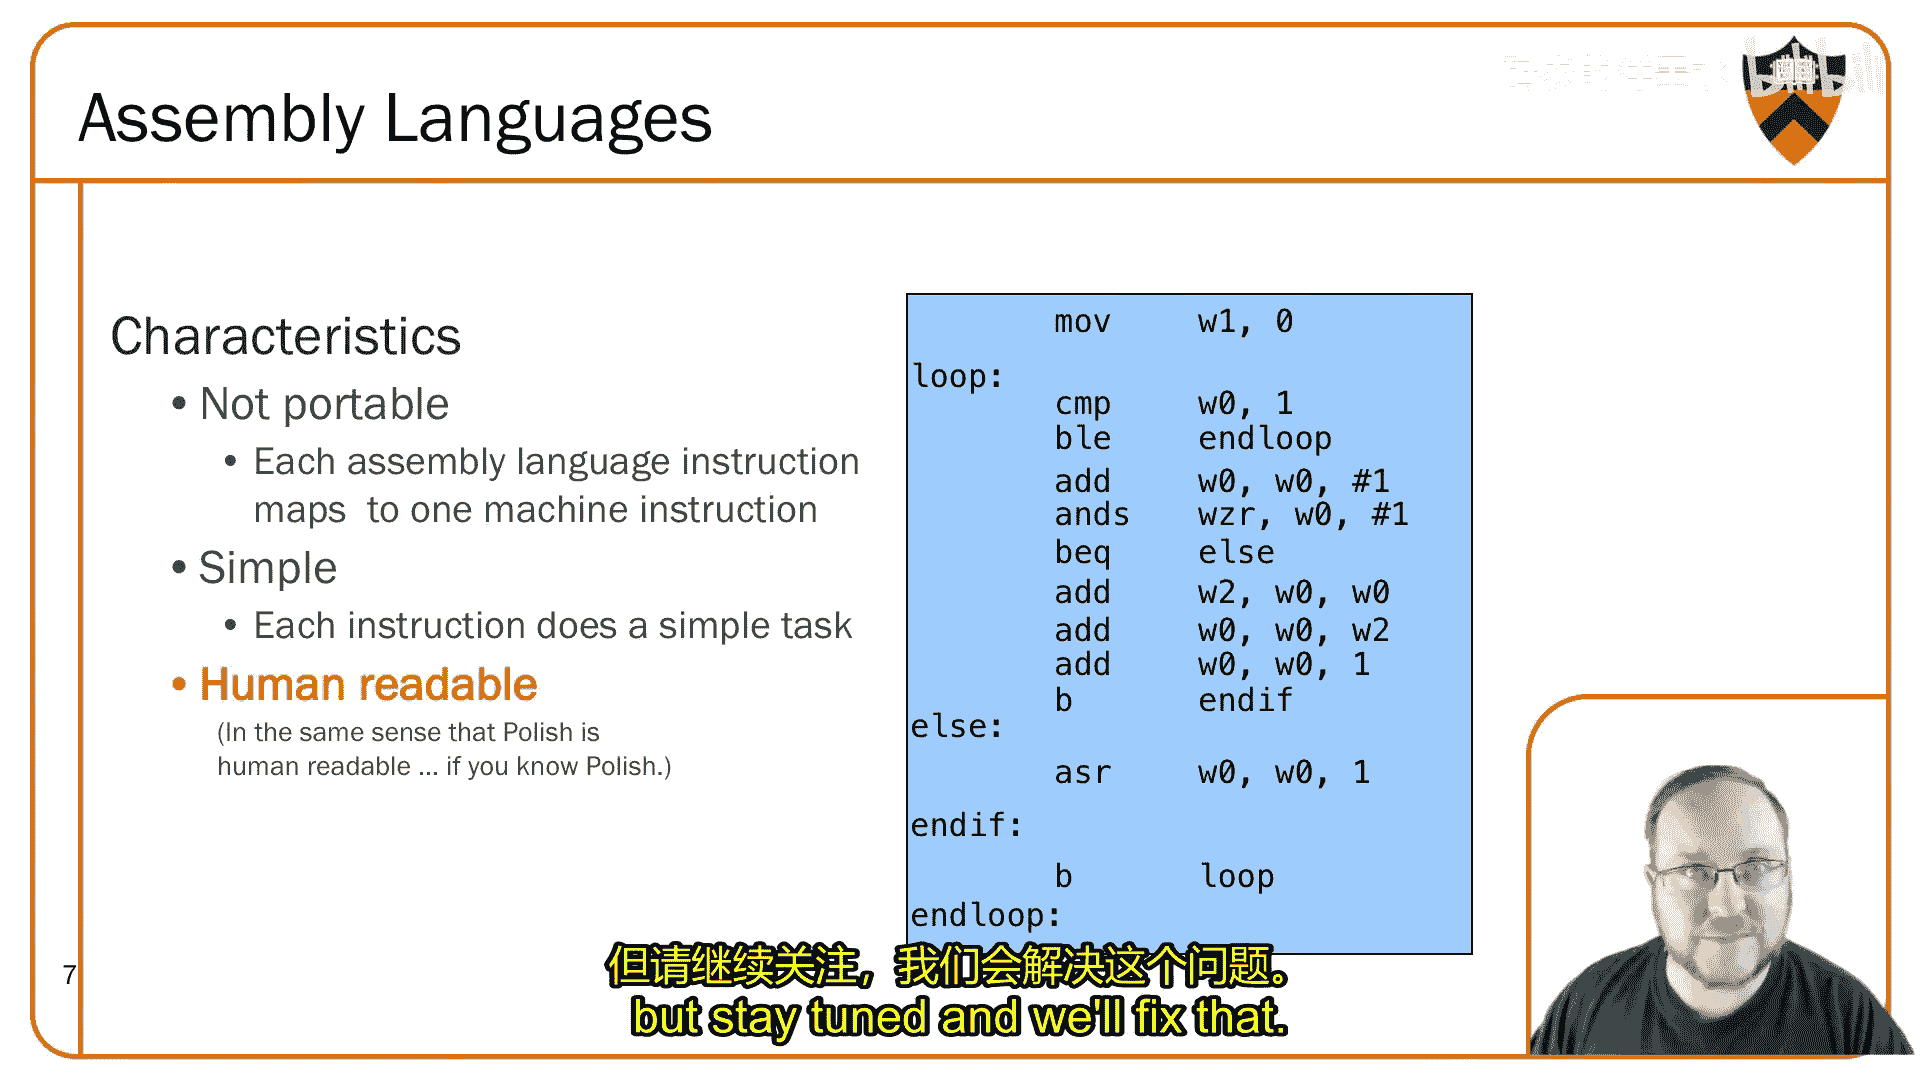 Assembly Languages
Characteristics
• Not portable
• Each assembly language instruction
maps to one machine instruction
• Simple
• Each instruction does a simple task
• Human readable
(In the same sense that Polish is
human readable ... if you know Polish.)
mov w1, 0
loop:
cmp w0, 1
ble endloop
add w0, w0, #1
ands wzr, w0, #1
beq else
add w2, w0, w0
add w0, w0, w2
add w0, w0, 1
b endif
else:
asr w0, w0, 1
endif:
b loop
endloop:
7
但请继续关注，我们会解决这个问题。
but stay tuned and we'll fix that.
bilibili